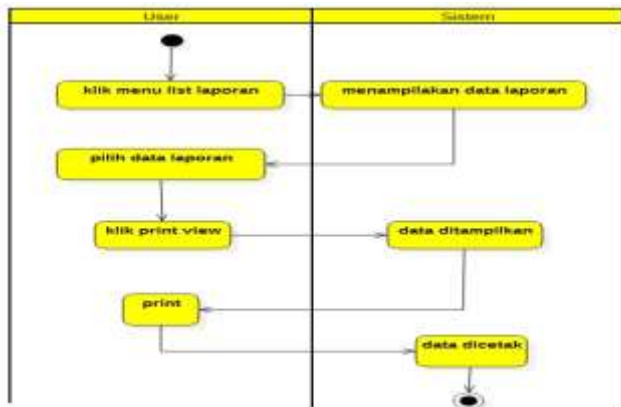 User
Sistem
klik menu list laporan
menampilakan data laporan
pilih data laporan
klik print view
data ditampilkan
print
data dicetak